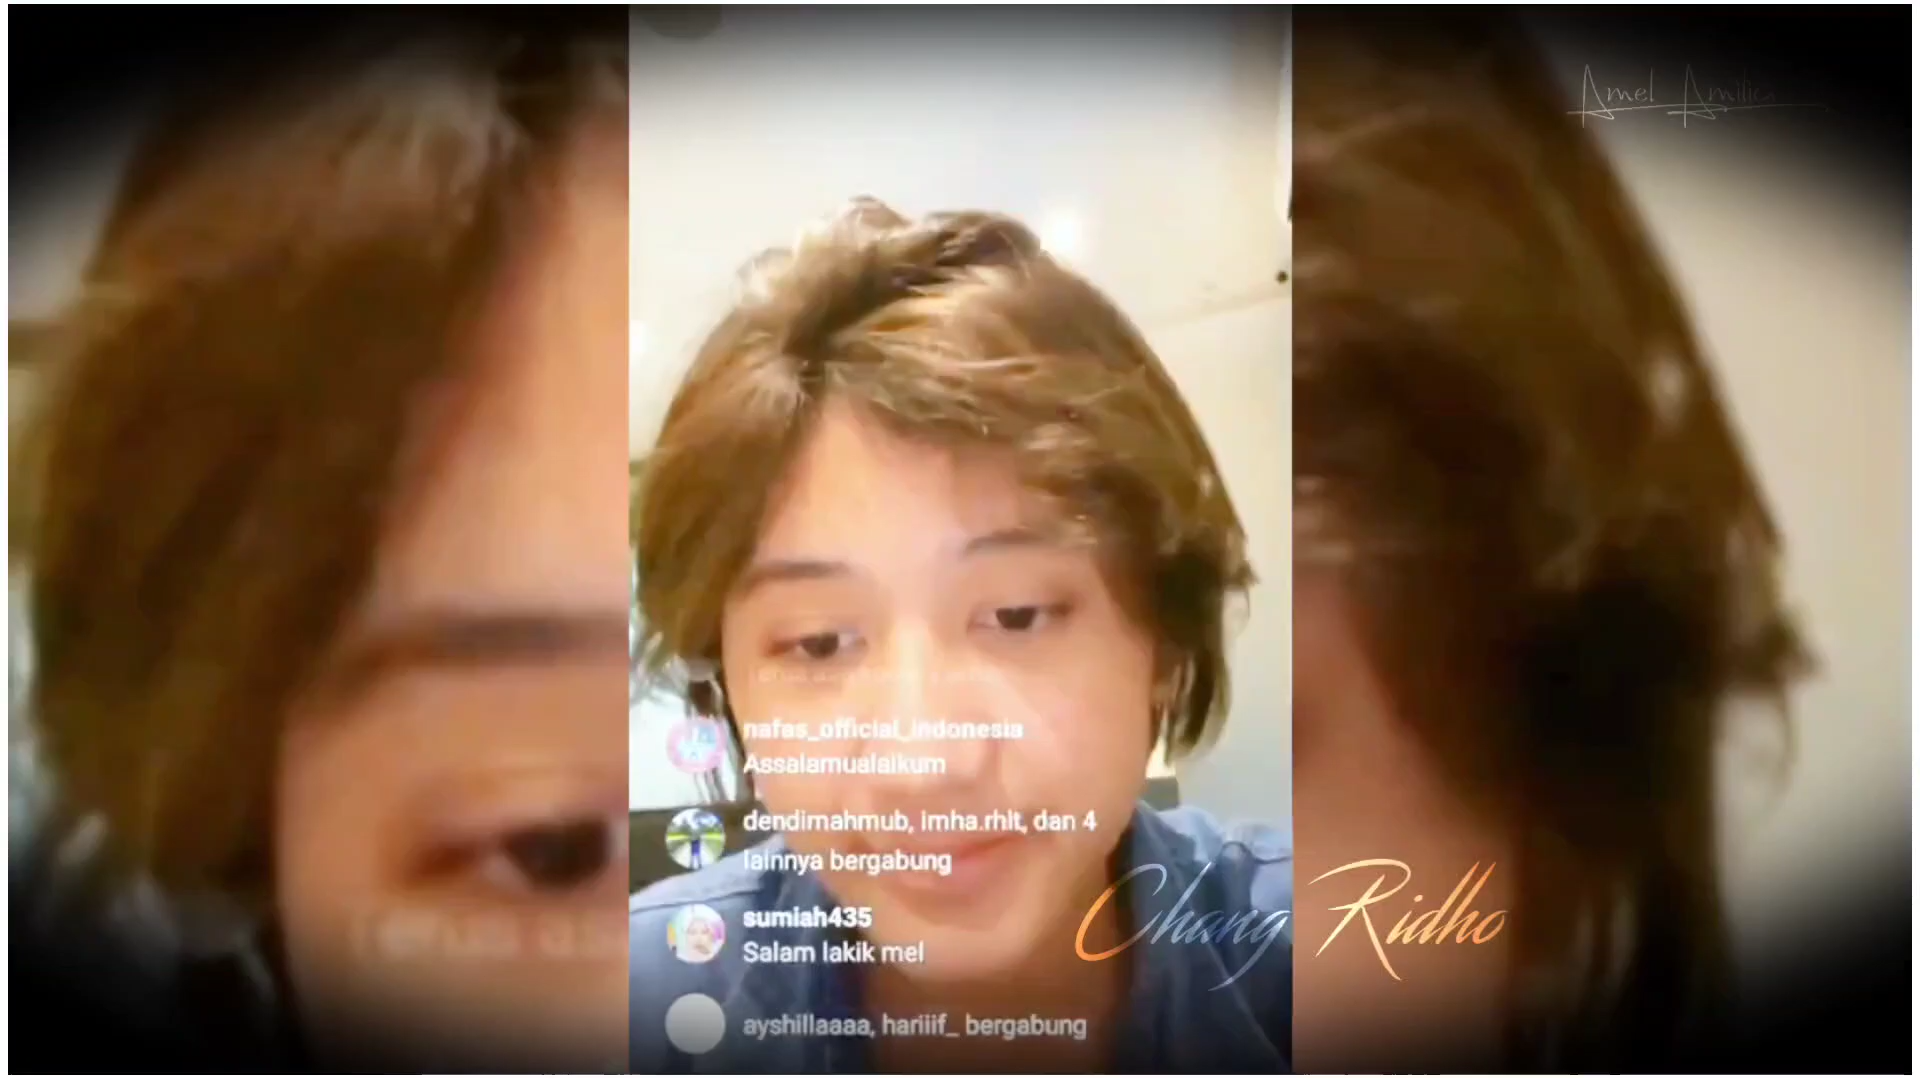 Amel Amilia
nafas_official_indonesia
Assalamualaikum
dendimahmub, imha.rhlt, dan 4
lainnya bergabung
sumiah435
Salam lakik mel
Chang Ridho
ayshillaaaa, hariiif_ bergabung